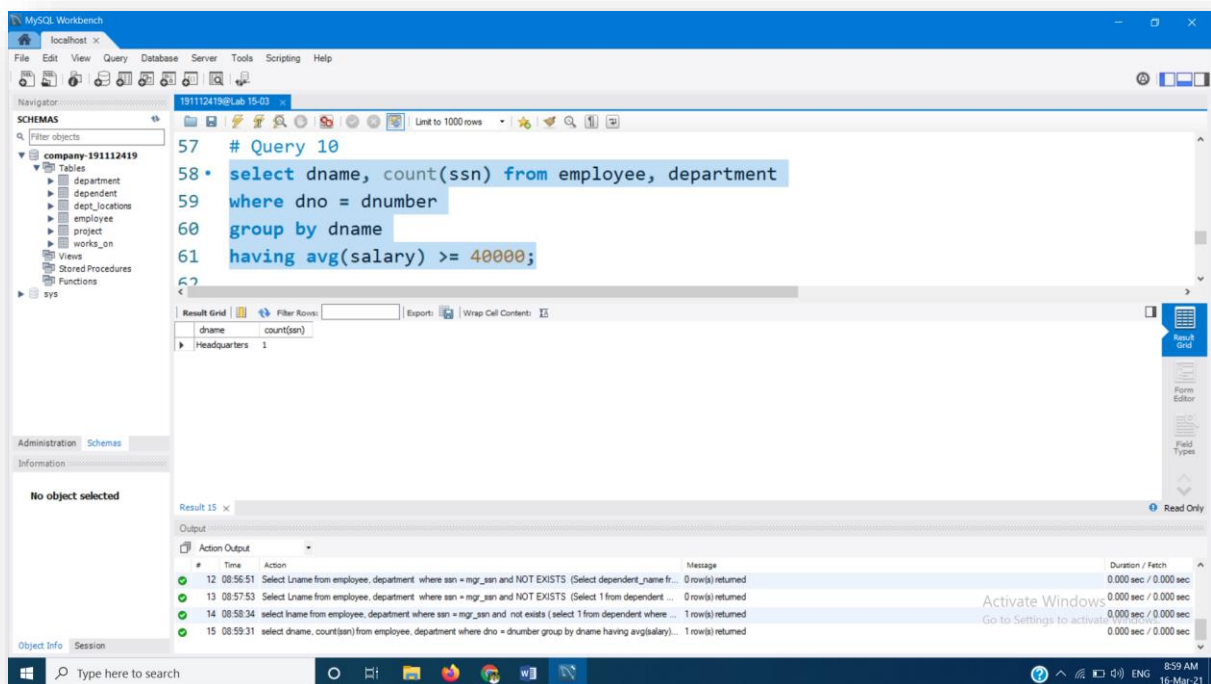 MySQL Workbench
localhost ×
File Edit View Query Database Server Tools Scripting Help
Navigator
SCHEMAS
Filter objects
company-191112419
Tables
department
dependent
dept_locations
employee
project
works_on
Views
Stored Procedures
Functions
sys
Administration Schemas
Information
No object selected
Object Info Session
191112419@Lab 15-03 ×
Limit to 1000 rows
57 # Query 10
58 select dname, count(ssn) from employee, department
59 where dno = dnumber
60 group by dname
61 having avg(salary) >= 40000;
62
Result Grid Filter Rows: Export: Wrap Cell Content:
dname count(ssn)
Headquarters 1
Result Grid
Form Editor
Field Types
Result 15 ×
Read Only
Output
Action Output
# Time Action Message Duration / Fetch
12 08:56:51 Select Lname from employee, department where ssn = mgr_ssn and NOT EXISTS (Select dependent_name fr... 0 row(s) returned 0.000 sec / 0.000 sec
13 08:57:53 Select Lname from employee, department where ssn = mgr_ssn and NOT EXISTS (Select 1 from dependent ... 0 row(s) returned 0.000 sec / 0.000 sec
14 08:58:34 select lname from employee, department where ssn = mgr_ssn and not exists ( select 1 from dependent where ... 1 row(s) returned 0.000 sec / 0.000 sec
15 08:59:31 select dname, count(ssn) from employee, department where dno = dnumber group by dname having avg(salary)... 1 row(s) returned 0.000 sec / 0.000 sec
Activate Windows
Go to Settings to activate Windows.
Type here to search
ENG
8:59 AM
16-Mar-21